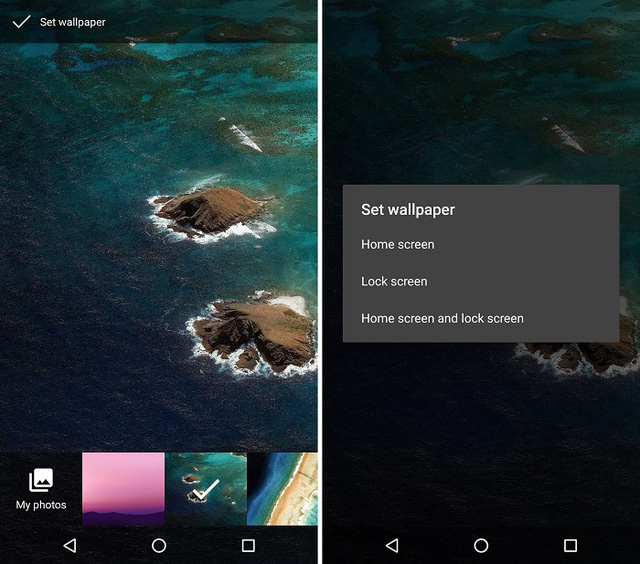 Set wallpaper
My photos
Set wallpaper
Home screen
Lock screen
Home screen and lock screen